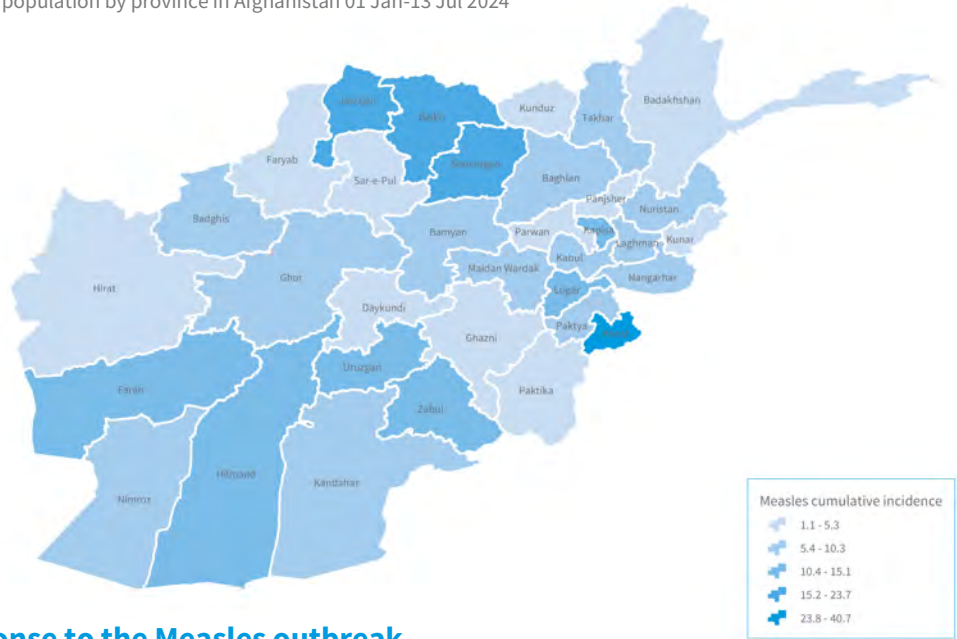 population by province in Afghanistan 01 Jan-13 Jul 2024
Badakhshan
Kunduz
Takhar
Jawzjan
Balkh
Samangan
Faryab
Sar-e-Pul
Baghlan
Panjsher
Nuristan
Badghis
Bamyan
Parwan
Kapisa
Laghman
Kunar
Kabul
Maidan Wardak
Nangarhar
Ghor
Hirat
Logar
Daykundi
Paktya
Ghazni
Uruzgan
Farah
Paktika
Zabul
Hilmand
Kandahar
Nimroz
Measles cumulative incidence
1.1 - 5.3
5.4 - 10.3
10.4 - 15.1
15.2 - 23.7
23.8 - 40.7
onse to the Measles outbreak